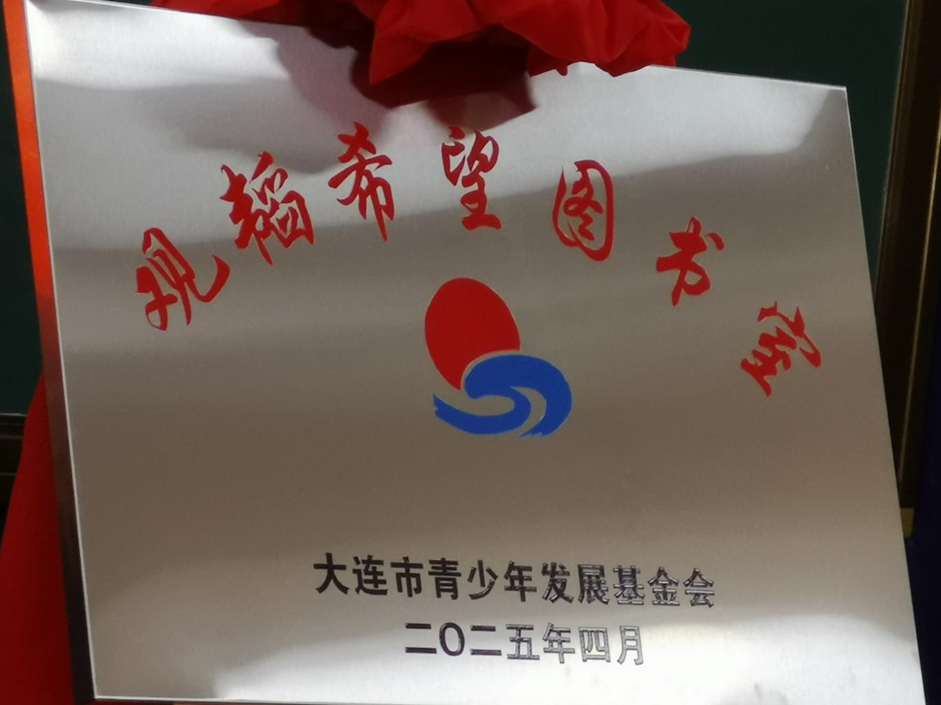 观韬希望图书室
大连市青少年发展基金会
二〇二五年四月